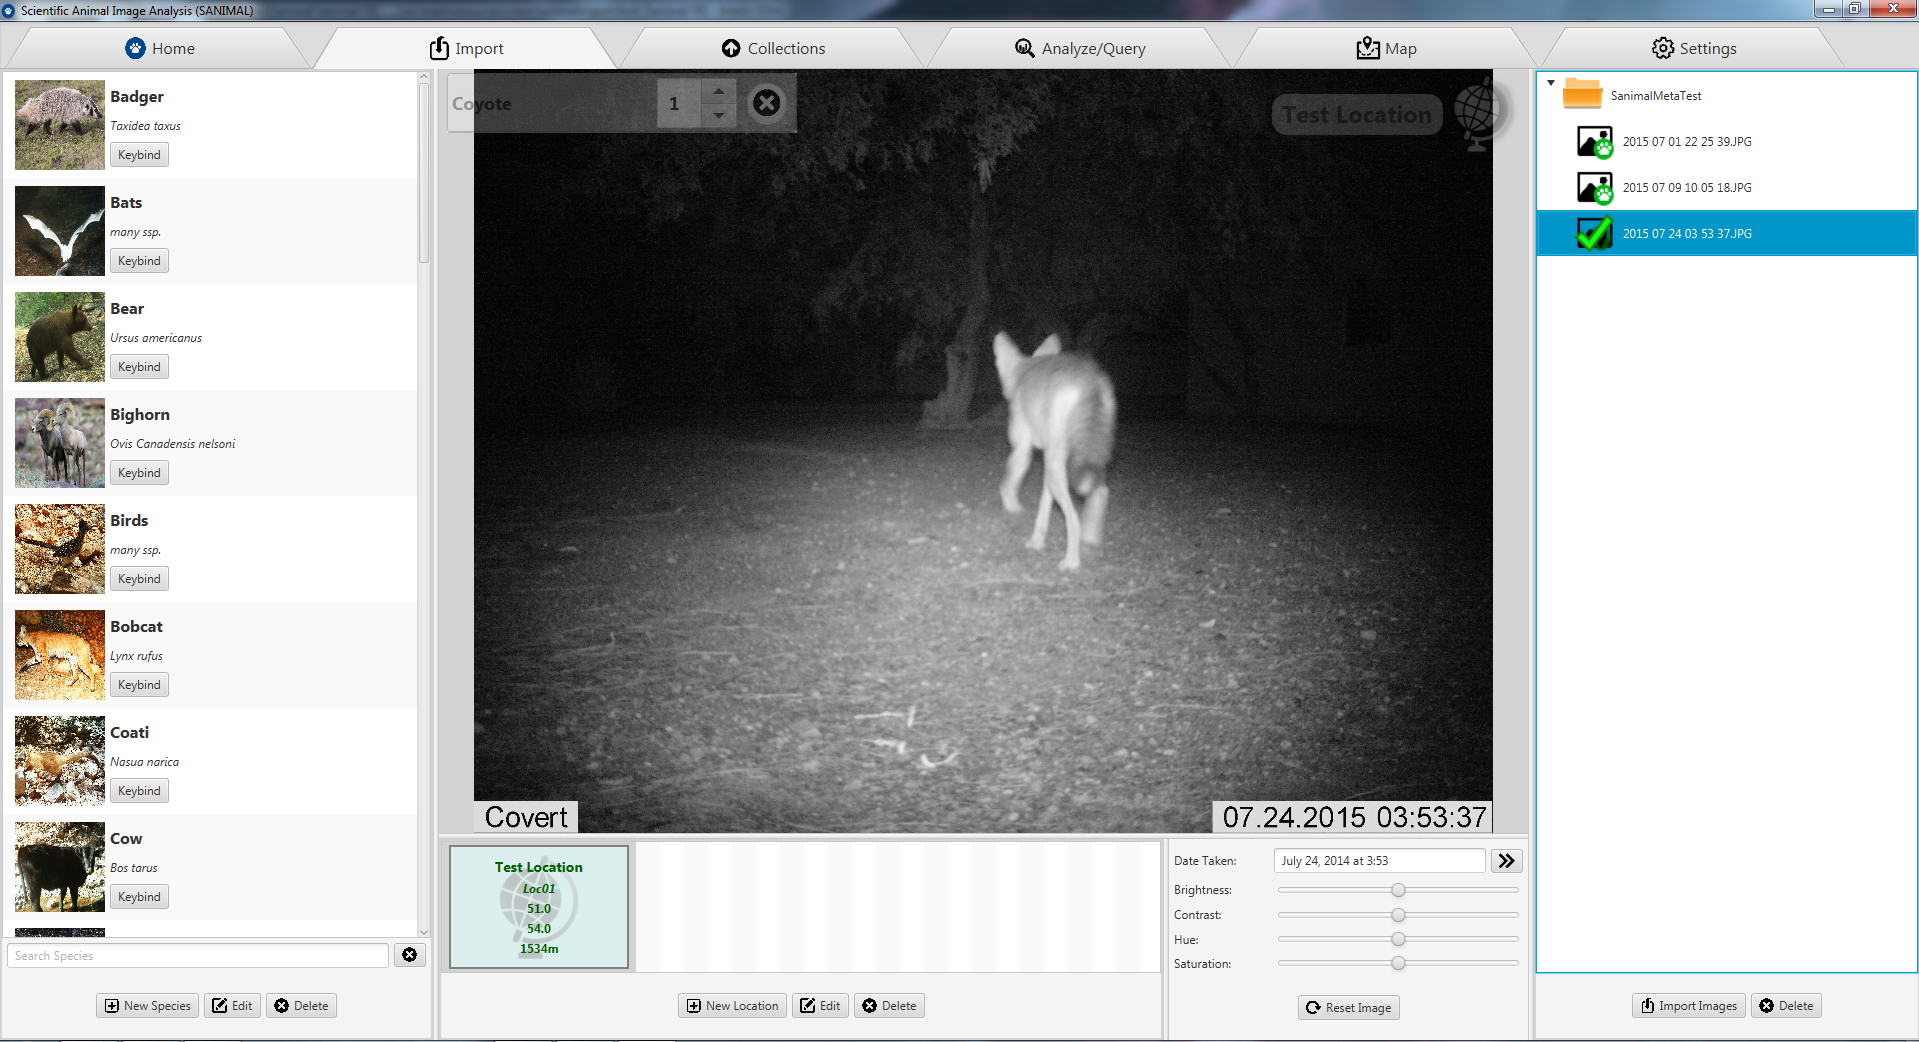 Scientific Animal Image Analysis (SANIMAL)
Home
Import
Collections
Analyze/Query
Map
Settings
Badger
Taxidea taxus
Keybind
Bats
many ssp.
Keybind
Bear
Ursus americanus
Keybind
Bighorn
Ovis Canadensis nelsoni
Keybind
Birds
many ssp.
Keybind
Bobcat
Lynx rufus
Keybind
Coati
Nasua narica
Keybind
Cow
Bos tarus
Keybind
Search Species
New Species
Edit
Delete
Coyote
1
Test Location
Covert
07.24.2015 03:53:37
Test Location
Loc01
51.0
54.0
1534m
New Location
Edit
Delete
Date Taken:
July 24, 2014 at 3:53
Brightness:
Contrast:
Hue:
Saturation:
Reset Image
SanimalMetaTest
2015 07 01 22 25 39.JPG
2015 07 09 10 05 18.JPG
2015 07 24 03 53 37.JPG
Import Images
Delete